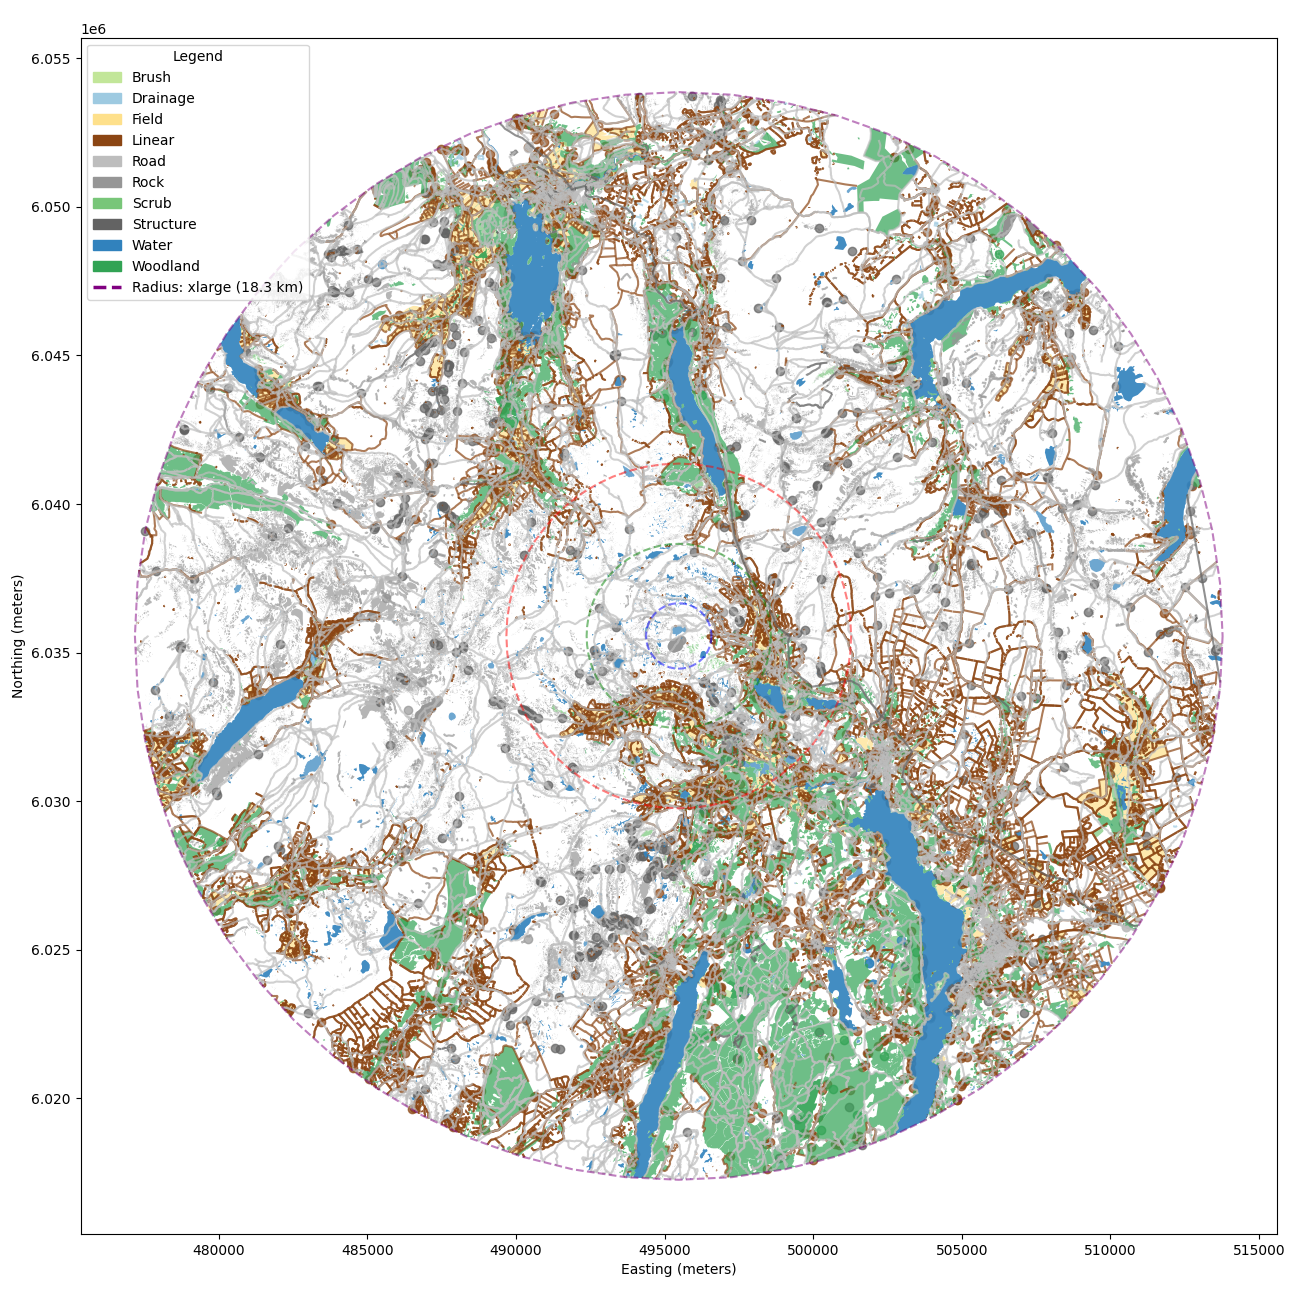 1e6
Legend
Brush
Drainage
Field
Linear
Road
Rock
Scrub
Structure
Water
Woodland
Radius: xlarge (18.3 km)
6.055
6.050
6.045
6.040
6.035
6.030
6.025
6.020
Northing (meters)
480000 485000 490000 495000 500000 505000 510000 515000
Easting (meters)